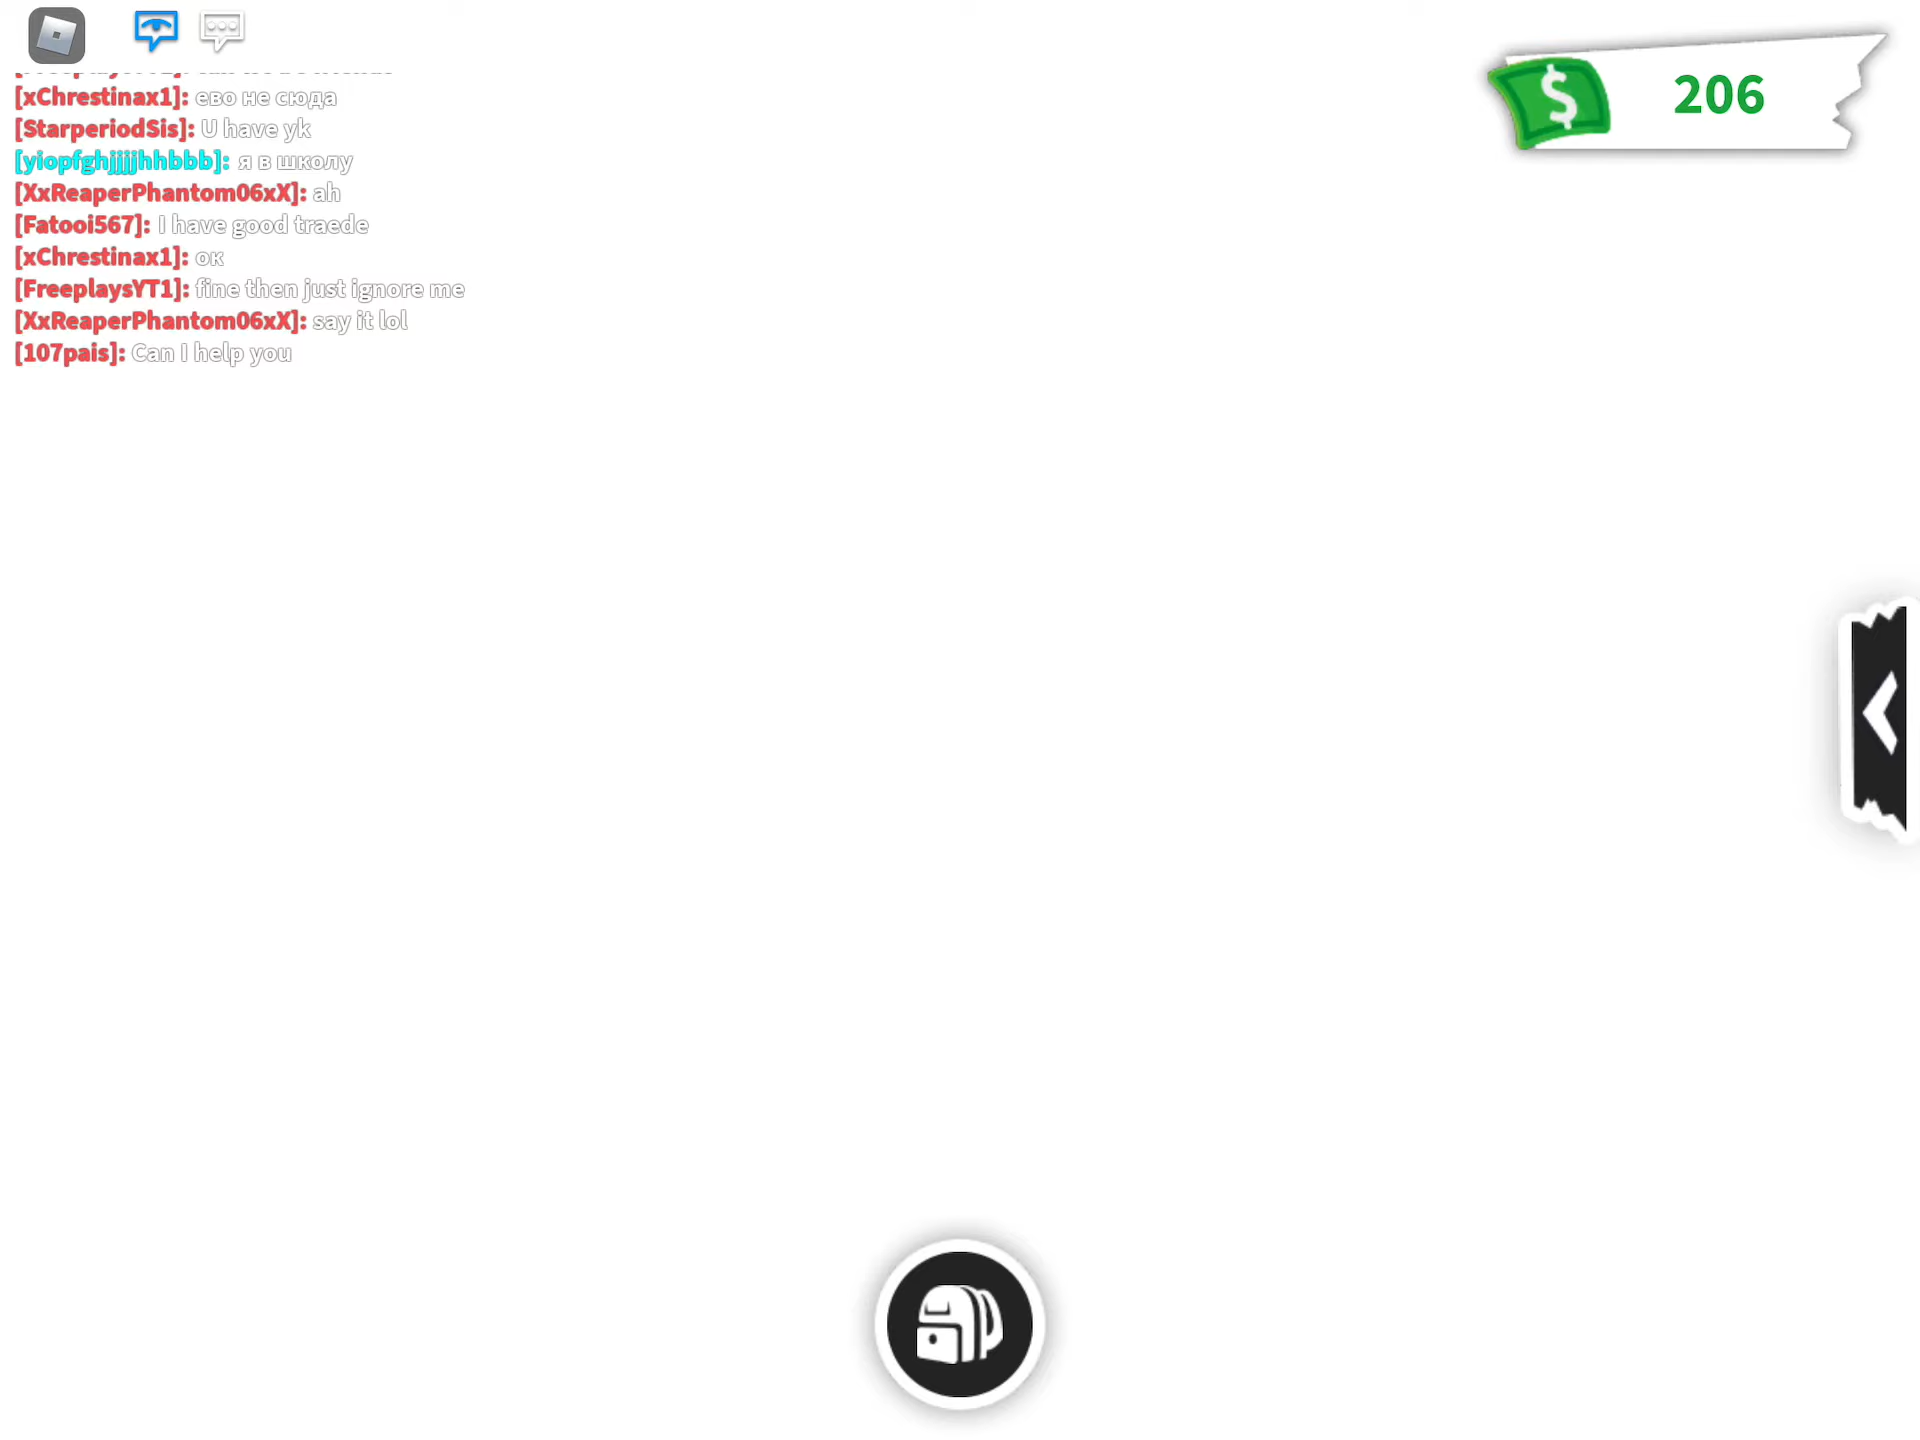 [xChrestinax1]: ево не сюда
[StarperiodSis]: U have yk
[yiopfghjjjjhhbbb]: я в школу
[XxReaperPhantom06xX]: ah
[Fatooi567]: I have good traede
[xChrestinax1]: ок
[FreeplaysYT1]: fine then just ignore me
[XxReaperPhantom06xX]: say it lol
[107pais]: Can I help you
206